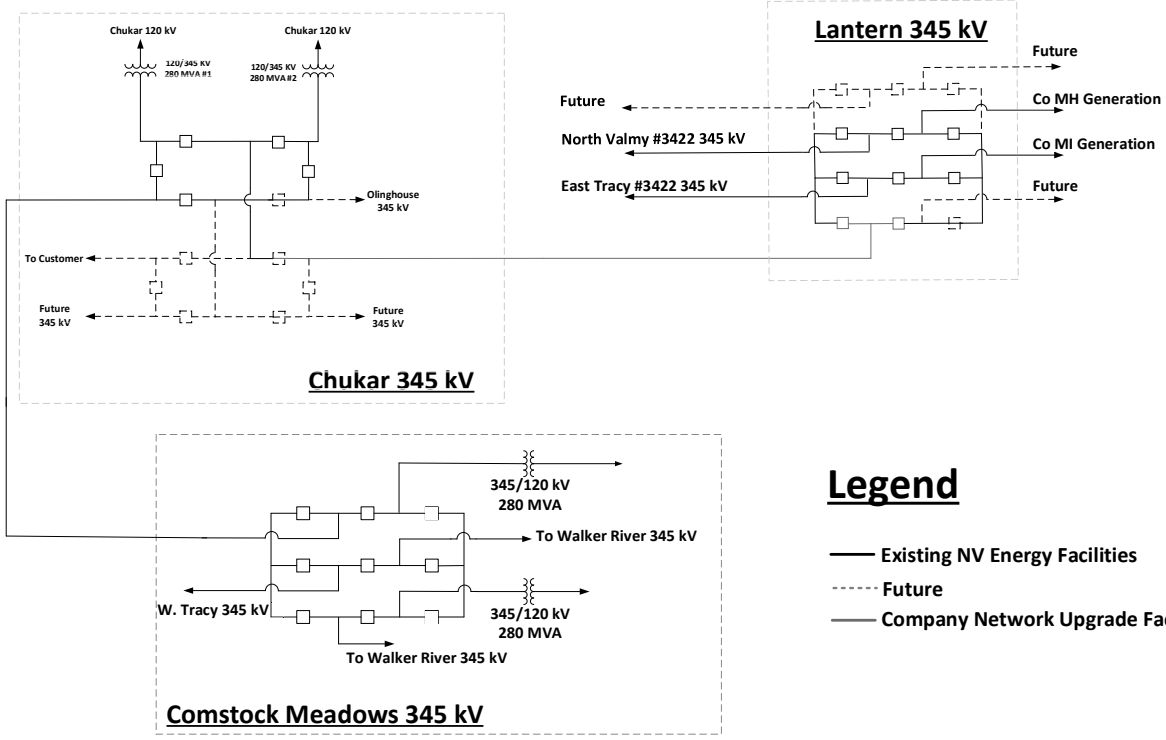 Chukar 120 kV
Chukar 120 kV
120/345 KV
280 MVA #1
120/345 KV
280 MVA #2
Olinghouse
345 kV
To Customer
Future
345 kV
Future
345 kV
Chukar 345 kV
Lantern 345 kV
Future
Future
Co MH Generation
North Valmy #3422 345 kV
Co MI Generation
East Tracy #3422 345 kV
Future
345/120 kV
280 MVA
To Walker River 345 kV
W. Tracy 345 kV
345/120 kV
280 MVA
To Walker River 345 kV
Comstock Meadows 345 kV
Legend
Existing NV Energy Facilities
Future
Company Network Upgrade Fa